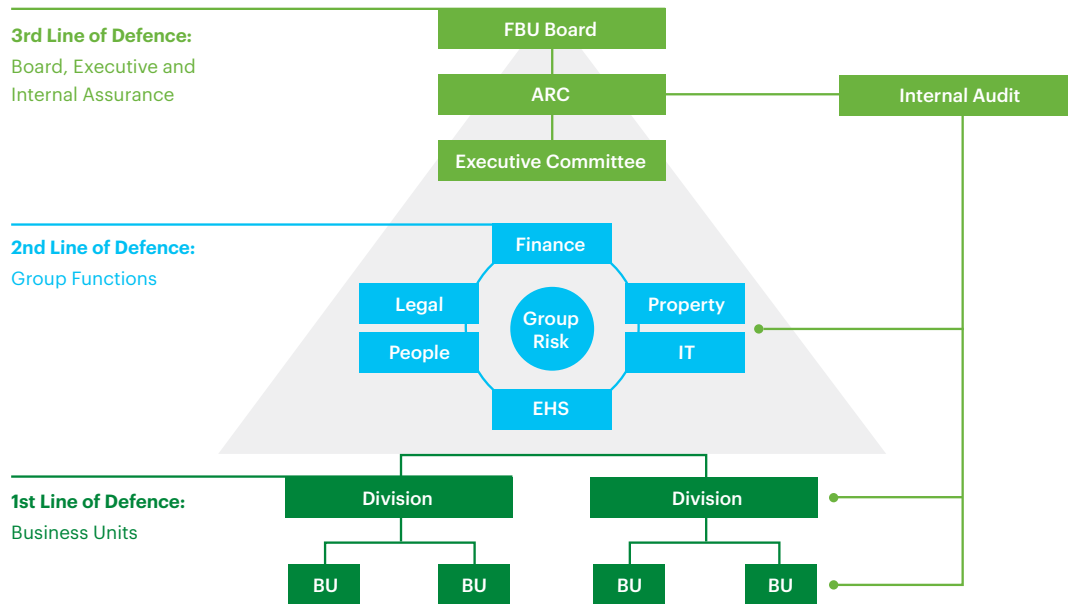 3rd Line of Defence:
Board, Executive and
Internal Assurance
FBU Board
ARC
Internal Audit
Executive Committee
2nd Line of Defence:
Group Functions
Finance
Legal
Property
Group
Risk
People
IT
EHS
1st Line of Defence:
Business Units
Division
Division
BU
BU
BU
BU